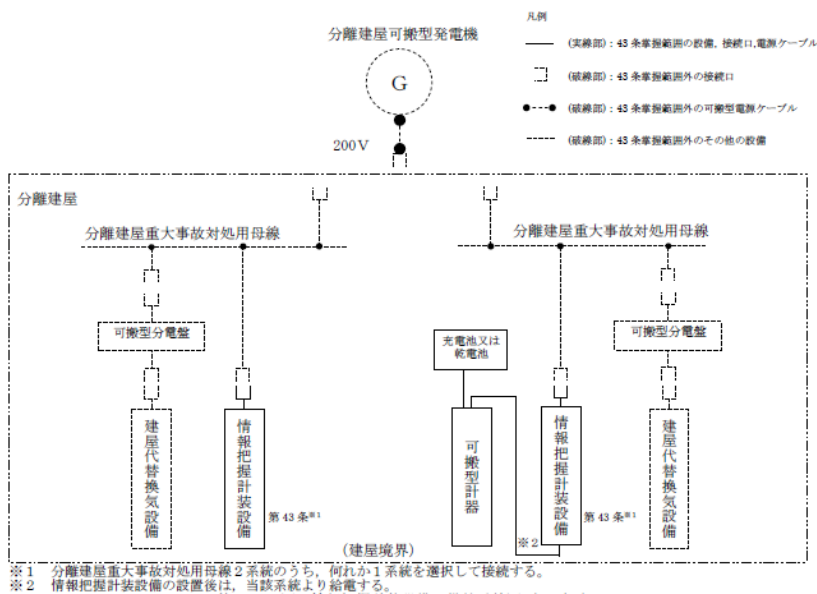 分離建屋可搬型発電機
G
200V
凡例
(実線部):43条掌握範囲の設備,接続口,電源ケーブル
(破線部):43条掌握範囲外の接続口
(破線部):43条掌握範囲外の可搬型電源ケーブル
(破線部):43条掌握範囲外のその他の設備
分離建屋
分離建屋重大事故対処用母線
分離建屋重大事故対処用母線
可搬型分電盤
充電池又は
乾電池
可搬型分電盤
建屋代替換気設備
情報把握計装設備
第43条※1
可搬型計器
※2
情報把握計装設備
第43条※1
建屋代替換気設備
(建屋境界)
※1 分離建屋重大事故対処用母線2系統のうち,何れか1系統を選択して接続する。
※2 情報把握計装設備の設置後は,当該系統より給電する。